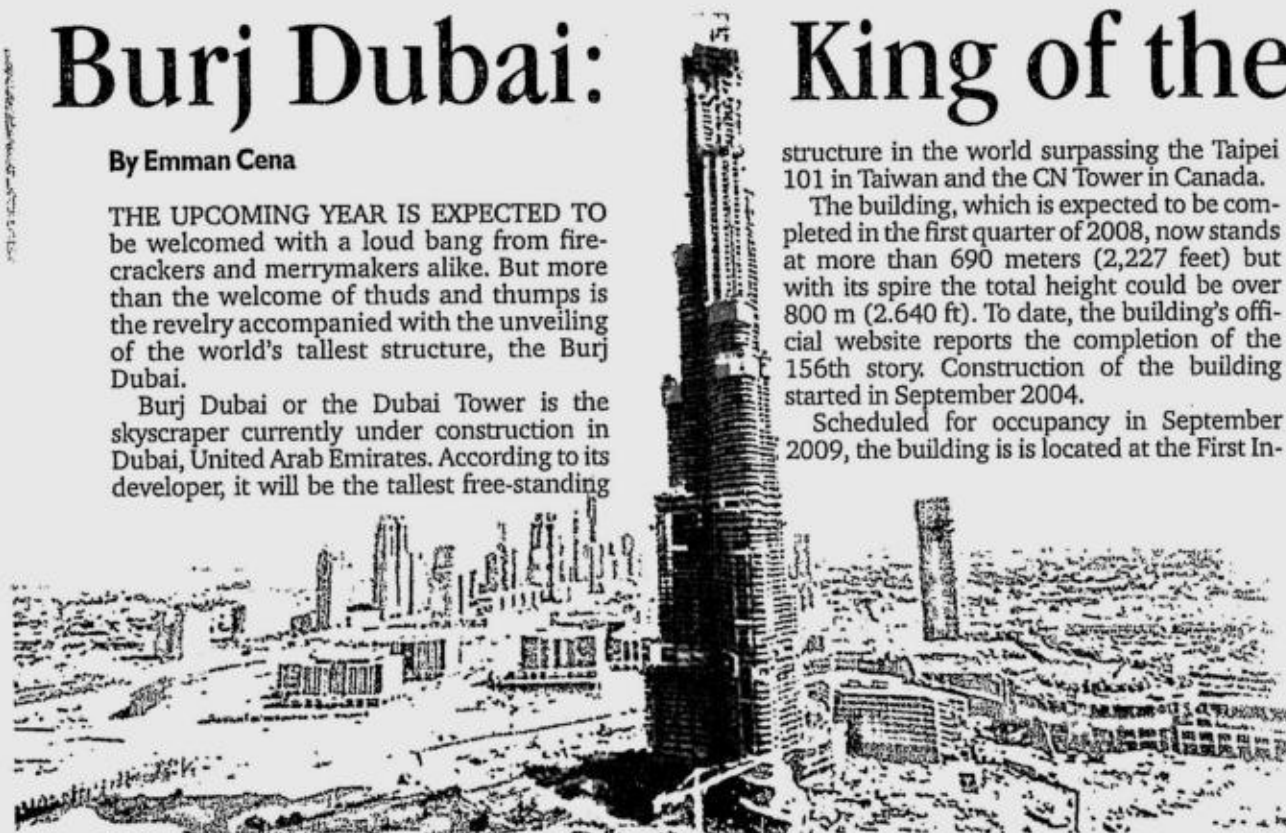 Burj Dubai: King of the
By Emman Cena
THE UPCOMING YEAR IS EXPECTED TO
be welcomed with a loud bang from fire-
crackers and merrymakers alike. But more
than the welcome of thuds and thumps is
the revelry accompanied with the unveiling
of the world's tallest structure, the Burj
Dubai.
Burj Dubai or the Dubai Tower is the
skyscraper currently under construction in
Dubai, United Arab Emirates. According to its
developer, it will be the tallest free-standing
structure in the world surpassing the Taipei
101 in Taiwan and the CN Tower in Canada.
The building, which is expected to be com-
pleted in the first quarter of 2008, now stands
at more than 690 meters (2,227 feet) but
with its spire the total height could be over
800 m (2.640 ft). To date, the building's offi-
cial website reports the completion of the
156th story. Construction of the building
started in September 2004.
Scheduled for occupancy in September
2009, the building is is located at the First In-